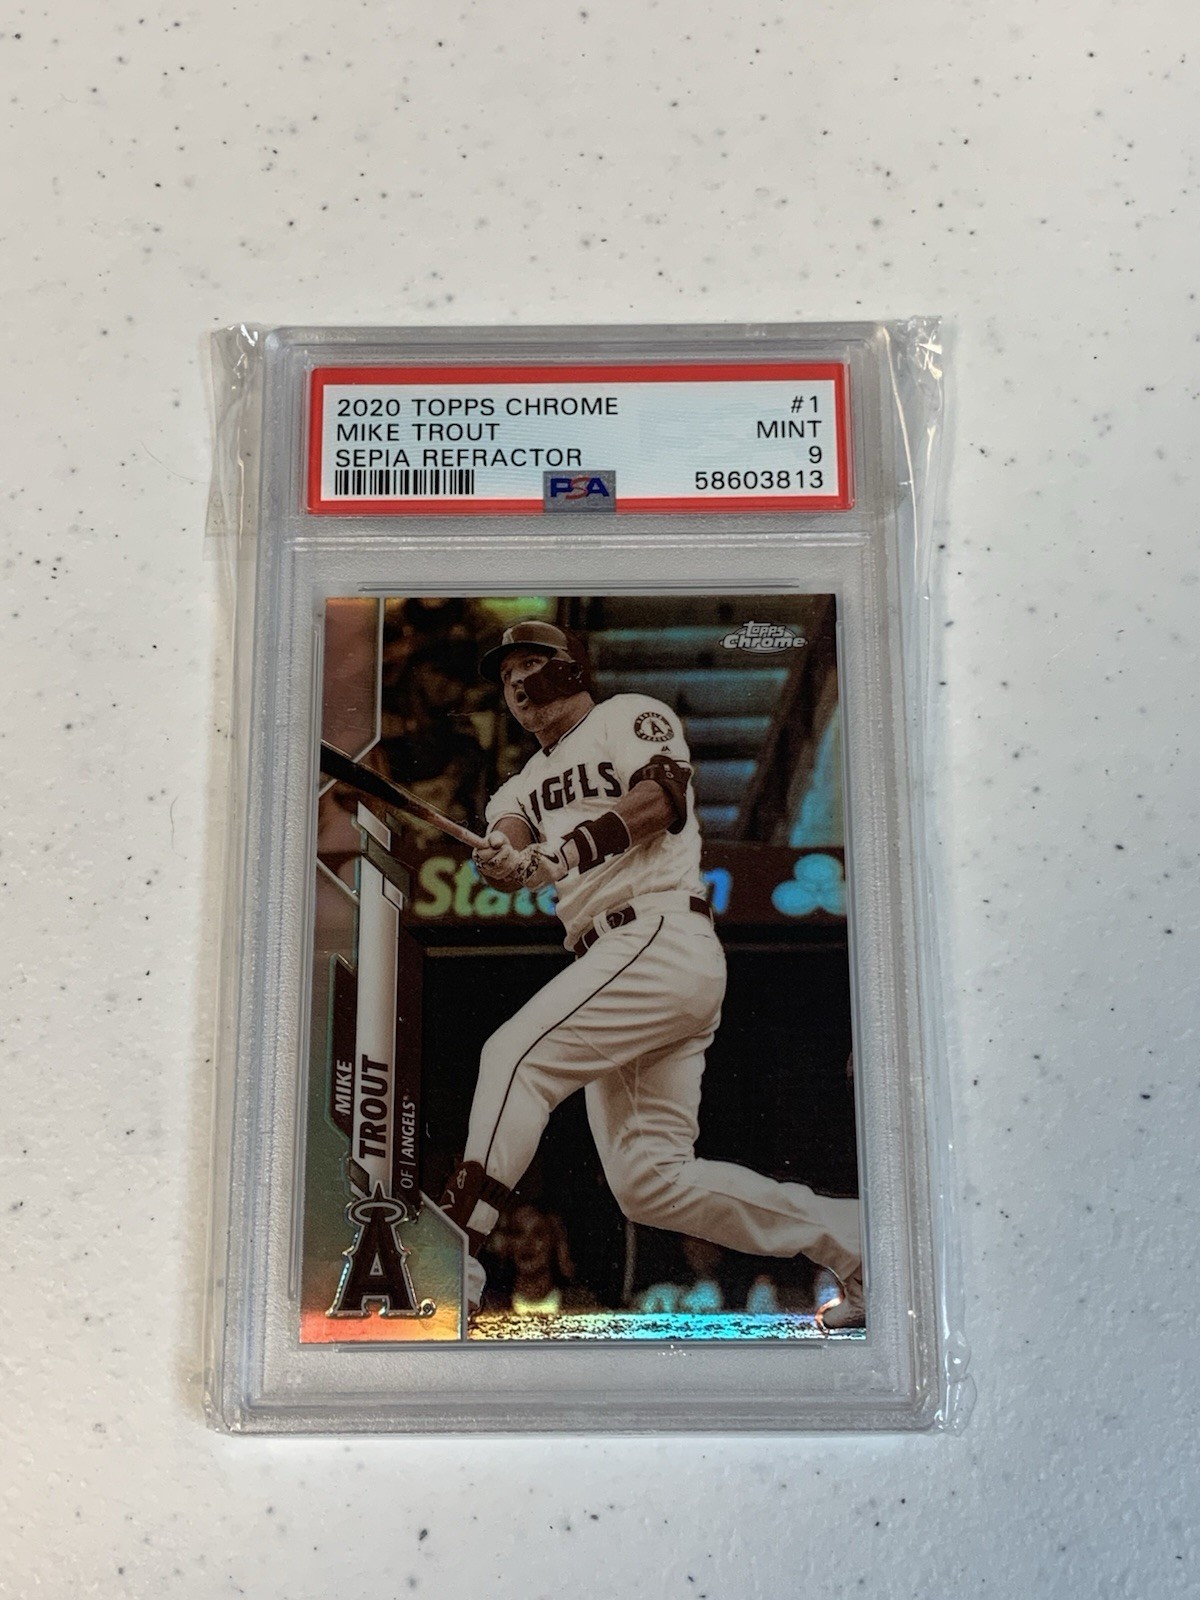 2020 TOPPS CHROME #1
MIKE TROUT MINT
SEPIA REFRACTOR 9
PSA 58603813
Topps
Chrome
ANGELS
A
State
MIKE
TROUT
OF | ANGELS
A